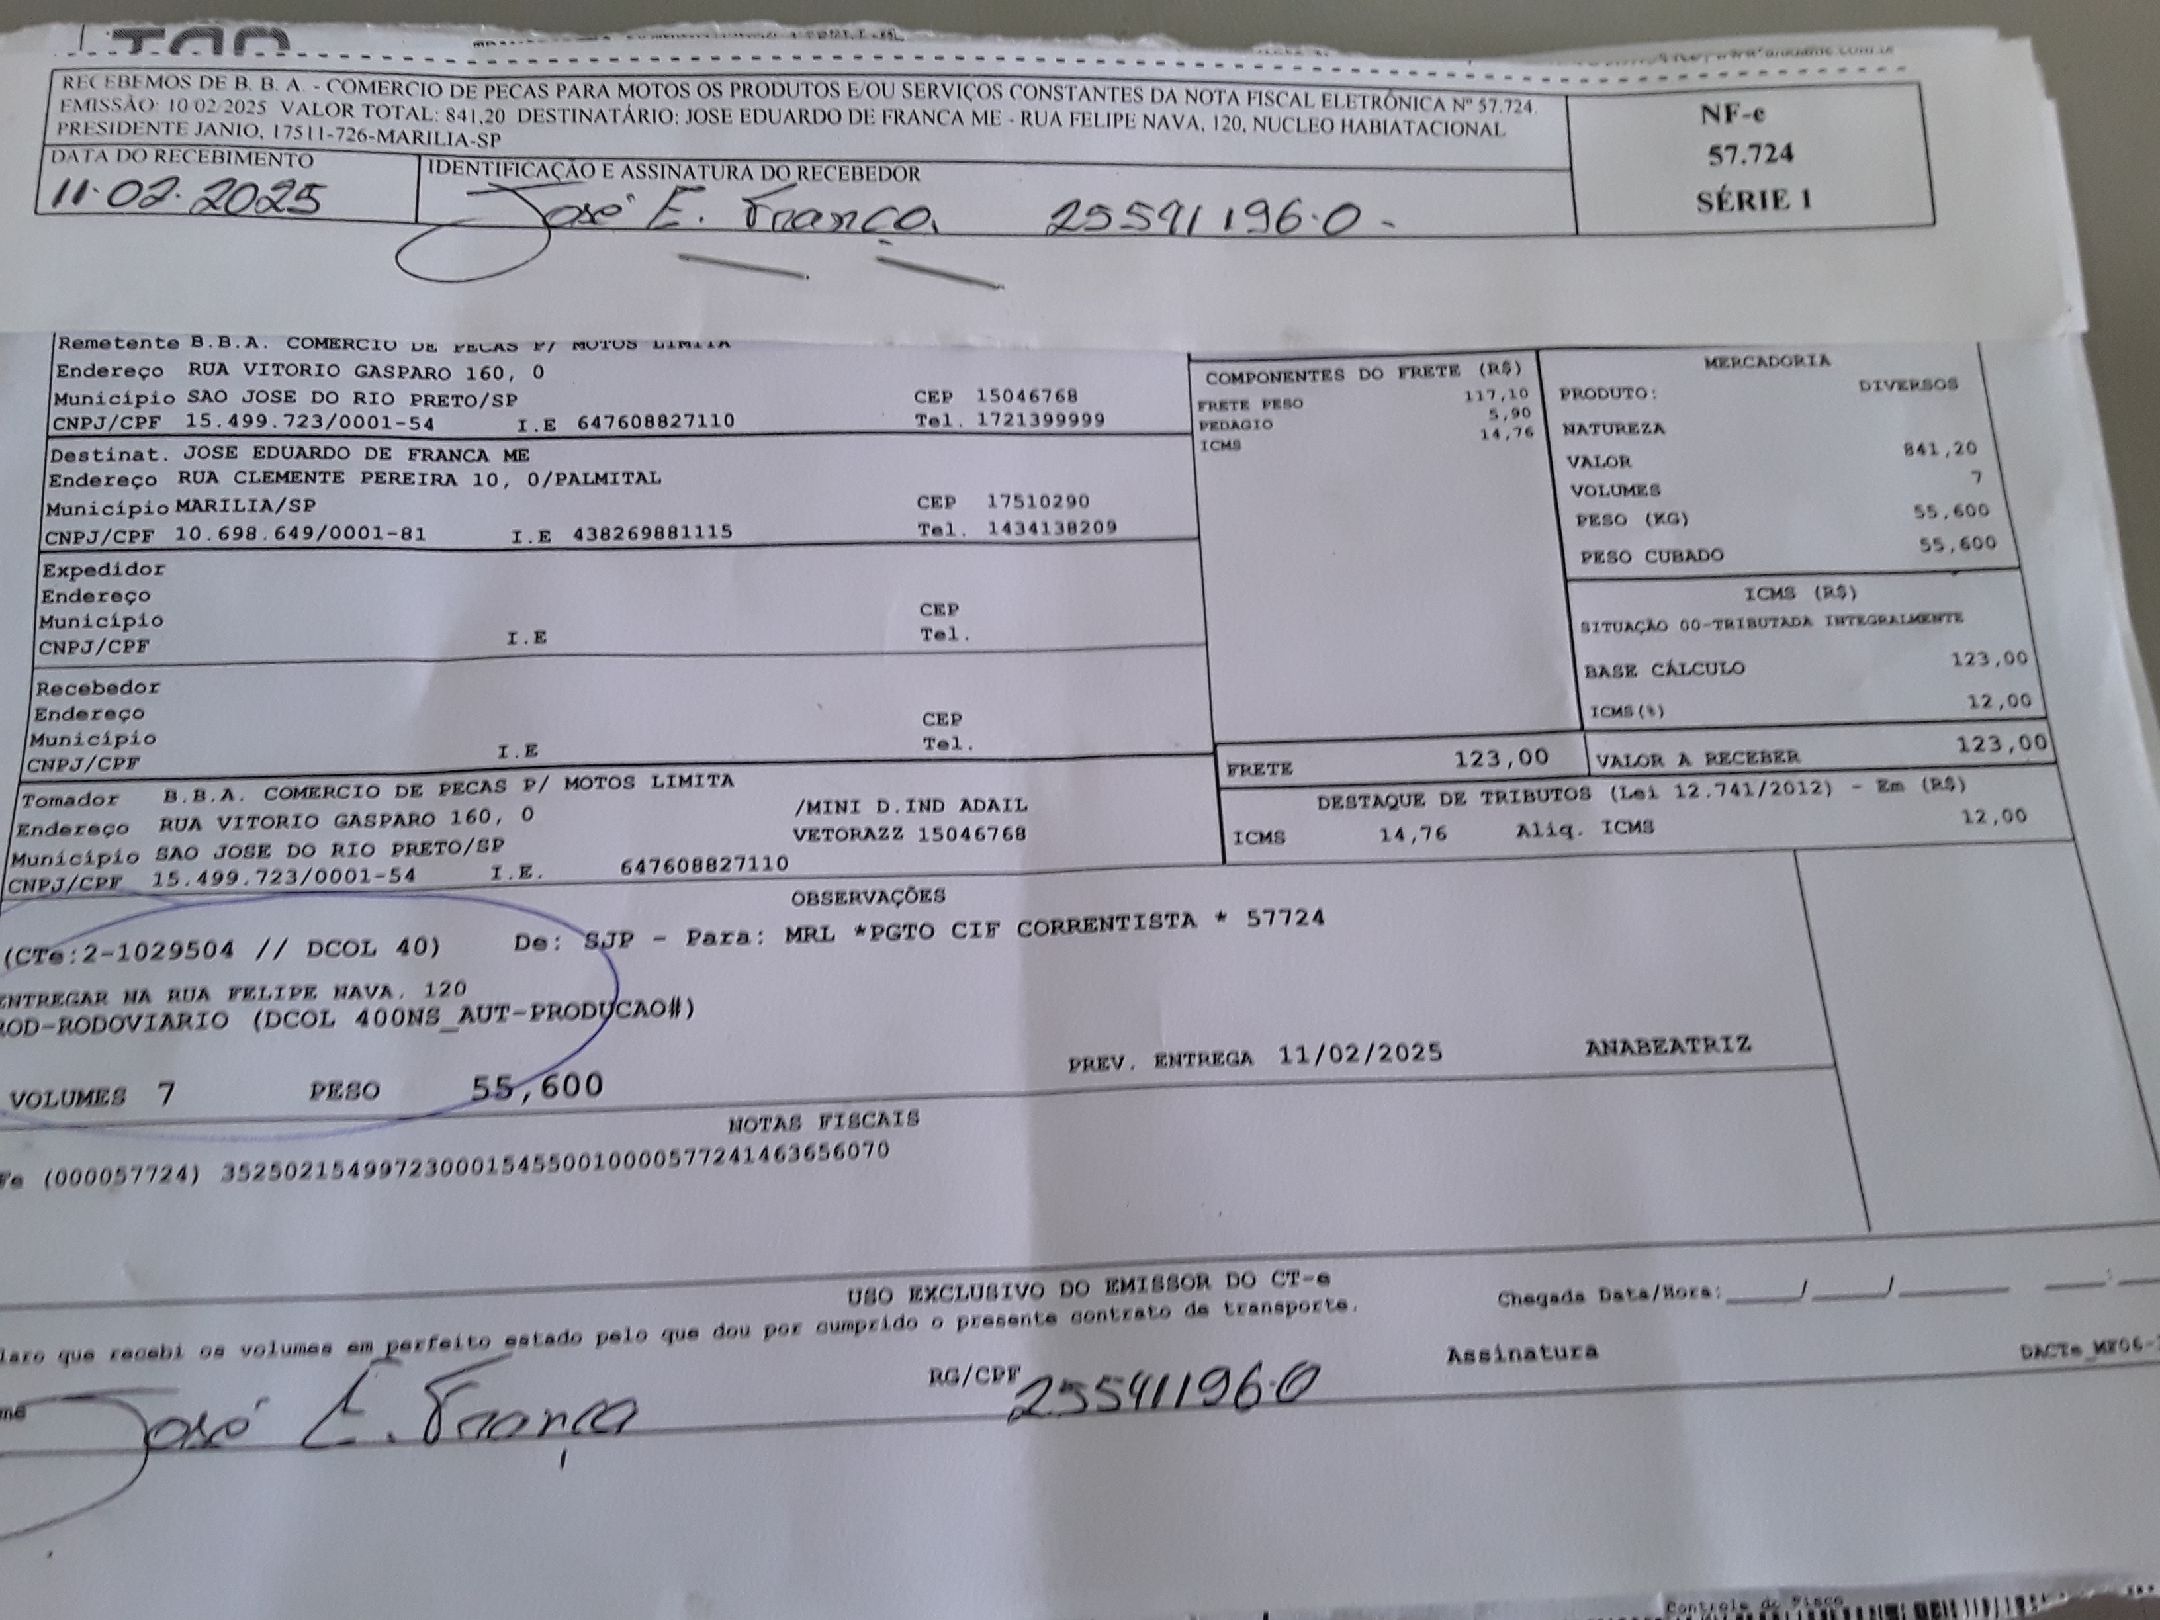 RECEBEMOS DE B. B. A. - COMERCIO DE PECAS PARA MOTOS OS PRODUTOS E/OU SERVIÇOS CONSTANTES DA NOTA FISCAL ELETRÔNICA Nº 57.724.
EMISSÃO: 10/02/2025 VALOR TOTAL: 841,20 DESTINATÁRIO: JOSE EDUARDO DE FRANCA ME - RUA FELIPE NAVA, 120, NUCLEO HABIATACIONAL
PRESIDENTE JANIO, 17511-726-MARILIA-SP
NF-e
57.724
SÉRIE 1
DATA DO RECEBIMENTO
11.02.2025
IDENTIFICAÇÃO E ASSINATURA DO RECEBEDOR
José E. França. 25541196.0-
Remetente B.B.A. COMERCIO DE PECAS P/ MOTOS LIMITA
Endereço RUA VITORIO GASPARO 160, 0
Município SAO JOSE DO RIO PRETO/SP CEP 15046768
CNPJ/CPF 15.499.723/0001-54 I.E 647608827110 Tel. 1721399999
Destinat. JOSE EDUARDO DE FRANCA ME
Endereço RUA CLEMENTE PEREIRA 10, 0/PALMITAL
Município MARILIA/SP CEP 17510290
CNPJ/CPF 10.698.649/0001-81 I.E 438269881115 Tel. 1434138209
Expedidor
Endereço
Município CEP
CNPJ/CPF I.E Tel.
Recebedor
Endereço
Município CEP
CNPJ/CPF I.E Tel.
Tomador B.B.A. COMERCIO DE PECAS P/ MOTOS LIMITA
Endereço RUA VITORIO GASPARO 160, 0 /MINI D.IND ADAIL
Município SAO JOSE DO RIO PRETO/SP VETORAZZ 15046768
CNPJ/CPF 15.499.723/0001-54 I.E. 647608827110
COMPONENTES DO FRETE (R$)
FRETE PESO 117,10
PEDAGIO 5,90
ICMS 14,76
MERCADORIA
PRODUTO: DIVERSOS
NATUREZA
VALOR 841,20
VOLUMES 7
PESO (KG) 55,600
PESO CUBADO 55,600
ICMS (R$)
SITUAÇÃO 00-TRIBUTADA INTEGRALMENTE
BASE CÁLCULO 123,00
ICMS(%) 12,00
FRETE 123,00 VALOR A RECEBER 123,00
DESTAQUE DE TRIBUTOS (Lei 12.741/2012) - Em (R$)
ICMS 14,76 Aliq. ICMS 12,00
OBSERVAÇÕES
(CTe:2-1029504 // DCOL 40) De: SJP - Para: MRL *PGTO CIF CORRENTISTA * 57724
ENTREGAR NA RUA FELIPE NAVA, 120
ROD-RODOVIARIO (DCOL 400NS_AUT-PRODUCAO#)
PREV. ENTREGA 11/02/2025 ANABEATRIZ
VOLUMES 7 PESO 55,600
NOTAS FISCAIS
Fe (000057724) 35250215499723000154550010000577241463656070
USO EXCLUSIVO DO EMISSOR DO CT-e
laro que recebi os volumes em perfeito estado pelo que dou por cumprido o presente contrato de transporte.
Chegada Data/Hora:____/____/______ ___:
José E. França RG/CPF 25541196.0 Assinatura
Controle do Fisco